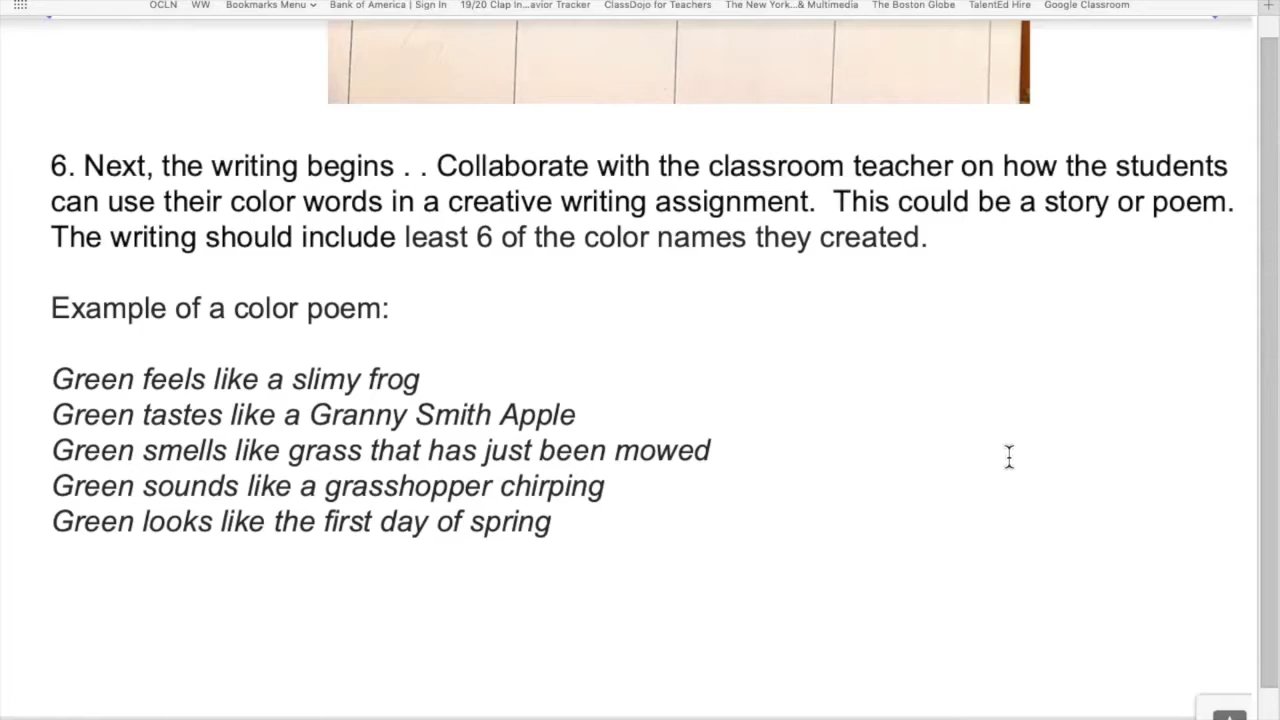 OCLN WW Bookmarks Menu Bank of America | Sign In 19/20 Clap In...avior Tracker ClassDojo for Teachers The New York...& Multimedia The Boston Globe TalentEd Hire Google Classroom
6. Next, the writing begins . . Collaborate with the classroom teacher on how the students
can use their color words in a creative writing assignment.  This could be a story or poem.
The writing should include least 6 of the color names they created.
Example of a color poem:
Green feels like a slimy frog
Green tastes like a Granny Smith Apple
Green smells like grass that has just been mowed
Green sounds like a grasshopper chirping
Green looks like the first day of spring